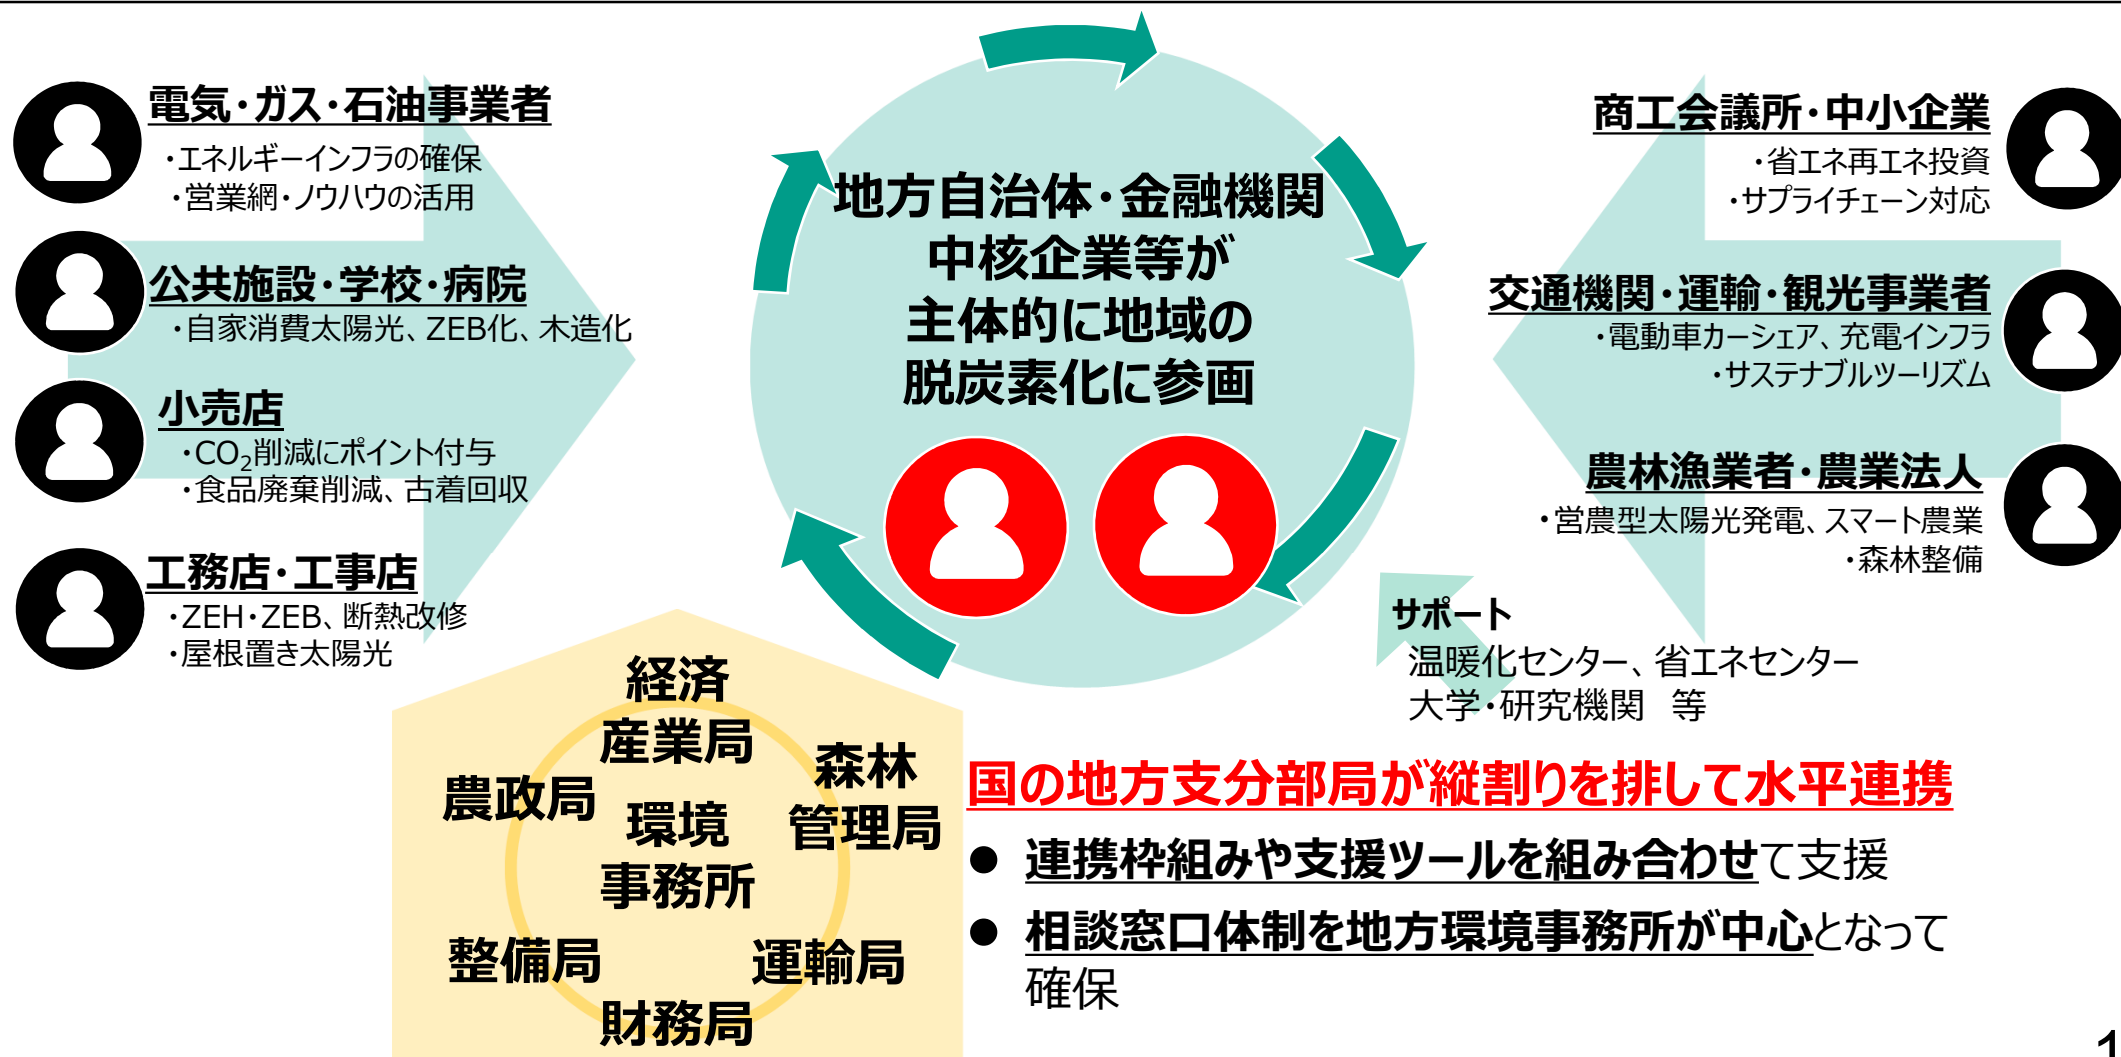 電気・ガス・石油事業者
・エネルギーインフラの確保
・営業網・ノウハウの活用
公共施設・学校・病院
・自家消費太陽光、ZEB化、木造化
小売店
・CO₂削減にポイント付与
・食品廃棄削減、古着回収
工務店・工事店
・ZEH・ZEB、断熱改修
・屋根置き太陽光
地方自治体・金融機関
中核企業等が
主体的に地域の
脱炭素化に参画
商工会議所・中小企業
・省エネ再エネ投資
・サプライチェーン対応
交通機関・運輸・観光事業者
・電動車カーシェア、充電インフラ
・サステナブルツーリズム
農林漁業者・農業法人
・営農型太陽光発電、スマート農業
・森林整備
サポート
温暖化センター、省エネセンター
大学・研究機関　等
経済
産業局
森林
管理局
農政局
環境
事務所
整備局
運輸局
財務局
国の地方支分部局が縦割りを排して水平連携
● 連携枠組みや支援ツールを組み合わせて支援
● 相談窓口体制を地方環境事務所が中心となって
確保